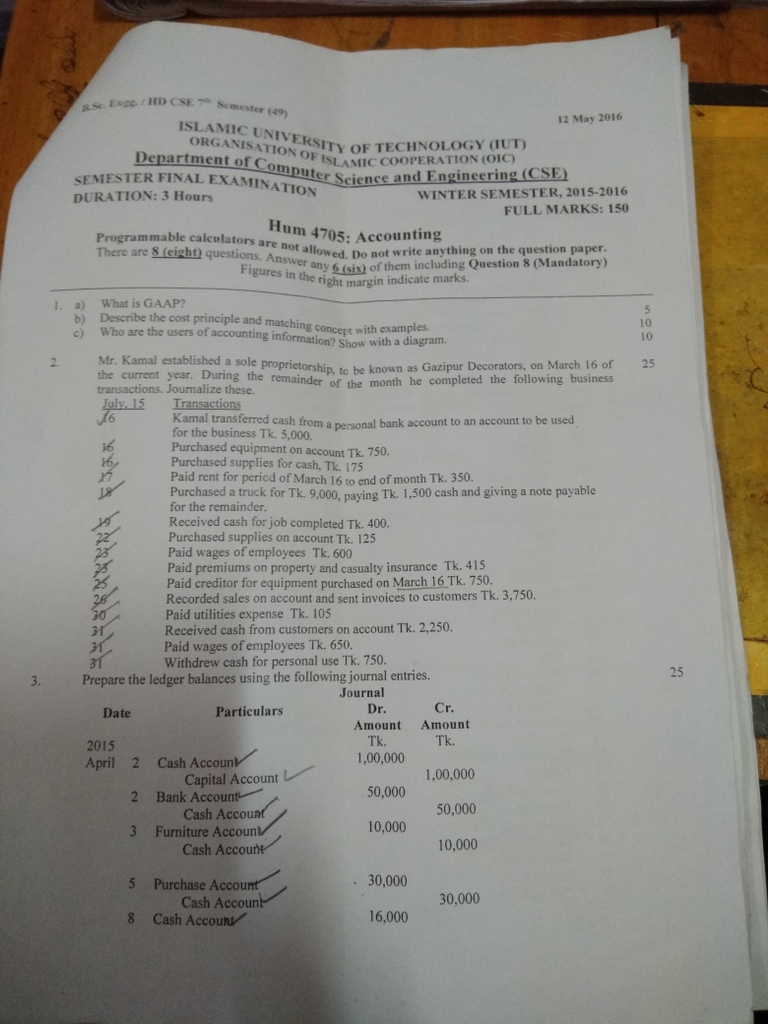 B.Sc. Engg. / HD CSE 7th Semester (49)
12 May 2016
ISLAMIC UNIVERSITY OF TECHNOLOGY (IUT)
ORGANISATION OF ISLAMIC COOPERATION (OIC)
Department of Computer Science and Engineering (CSE)
SEMESTER FINAL EXAMINATION WINTER SEMESTER, 2015-2016
DURATION: 3 Hours FULL MARKS: 150
Hum 4705: Accounting
Programmable calculators are not allowed. Do not write anything on the question paper.
There are 8 (eight) questions. Answer any 6 (six) of them including Question 8 (Mandatory)
Figures in the right margin indicate marks.
1. a) What is GAAP? 5
b) Describe the cost principle and matching concept with examples. 10
c) Who are the users of accounting information? Show with a diagram. 10
2. Mr. Kamal established a sole proprietorship, to be known as Gazipur Decorators, on March 16 of 25
the current year. During the remainder of the month he completed the following business
transactions. Journalize these.
July, 15 Transactions
16 Kamal transferred cash from a personal bank account to an account to be used
for the business Tk. 5,000.
16 Purchased equipment on account Tk. 750.
16 Purchased supplies for cash, Tk. 175
17 Paid rent for period of March 16 to end of month Tk. 350.
18 Purchased a truck for Tk. 9,000, paying Tk. 1,500 cash and giving a note payable
for the remainder.
19 Received cash for job completed Tk. 400.
22 Purchased supplies on account Tk. 125
23 Paid wages of employees Tk. 600
Paid premiums on property and casualty insurance Tk. 415
25 Paid creditor for equipment purchased on March 16 Tk. 750.
26 Recorded sales on account and sent invoices to customers Tk. 3,750.
30 Paid utilities expense Tk. 105
31 Received cash from customers on account Tk. 2,250.
31 Paid wages of employees Tk. 650.
31 Withdrew cash for personal use Tk. 750.
3. Prepare the ledger balances using the following journal entries. 25
Journal
Date Particulars Dr. Cr.
Amount Amount
2015 Tk. Tk.
April 2 Cash Account 1,00,000
Capital Account 1,00,000
2 Bank Account 50,000
Cash Account 50,000
3 Furniture Account 10,000
Cash Account 10,000
5 Purchase Account 30,000
Cash Account 30,000
8 Cash Account 16,000